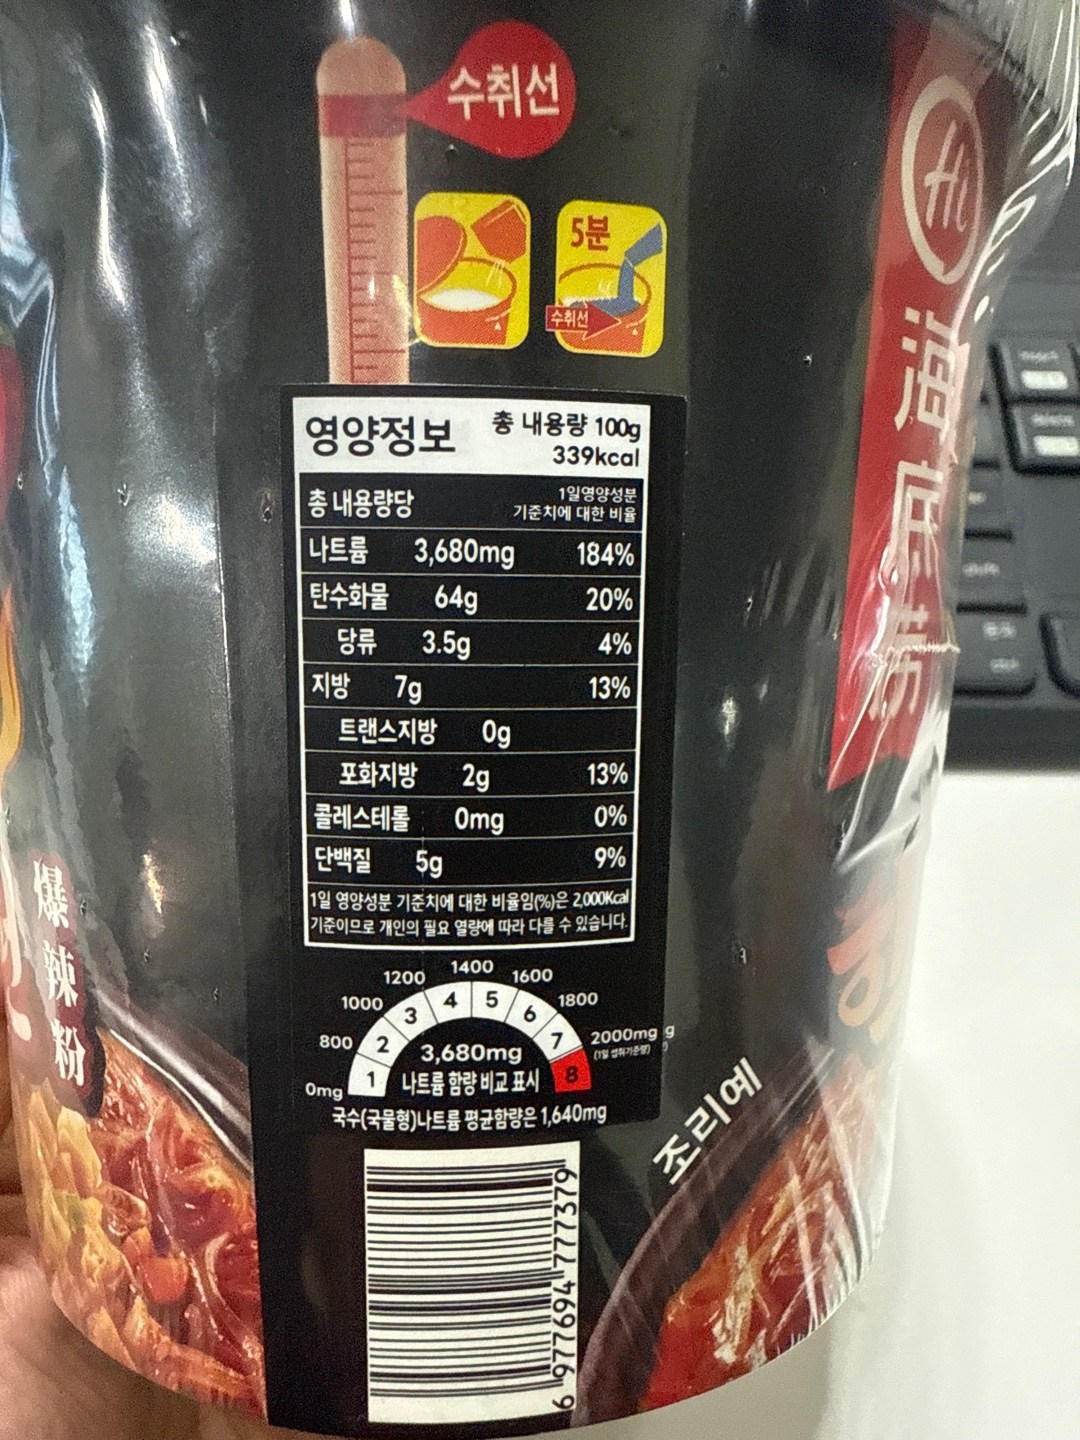 수취선
5분
수취선
Hi
海底捞
영양정보
총 내용량 100g
339kcal
총 내용량당
1일영양성분
기준치에 대한 비율
나트륨 3,680mg 184%
탄수화물 64g 20%
당류 3.5g 4%
지방 7g 13%
트랜스지방 0g
포화지방 2g 13%
콜레스테롤 0mg 0%
단백질 5g 9%
1일 영양성분 기준치에 대한 비율임(%)은 2,000Kcal
기준이므로 개인의 필요 열량에 따라 다를 수 있습니다.
0mg 800 1000 1200 1400 1600 1800 2000mg
(1일 섭취기준량)
1 2 3 4 5 6 7 8
3,680mg
나트륨 함량 비교 표시
국수(국물형)나트륨 평균함량은 1,640mg
爆辣粉
조리예
6 977694 777379